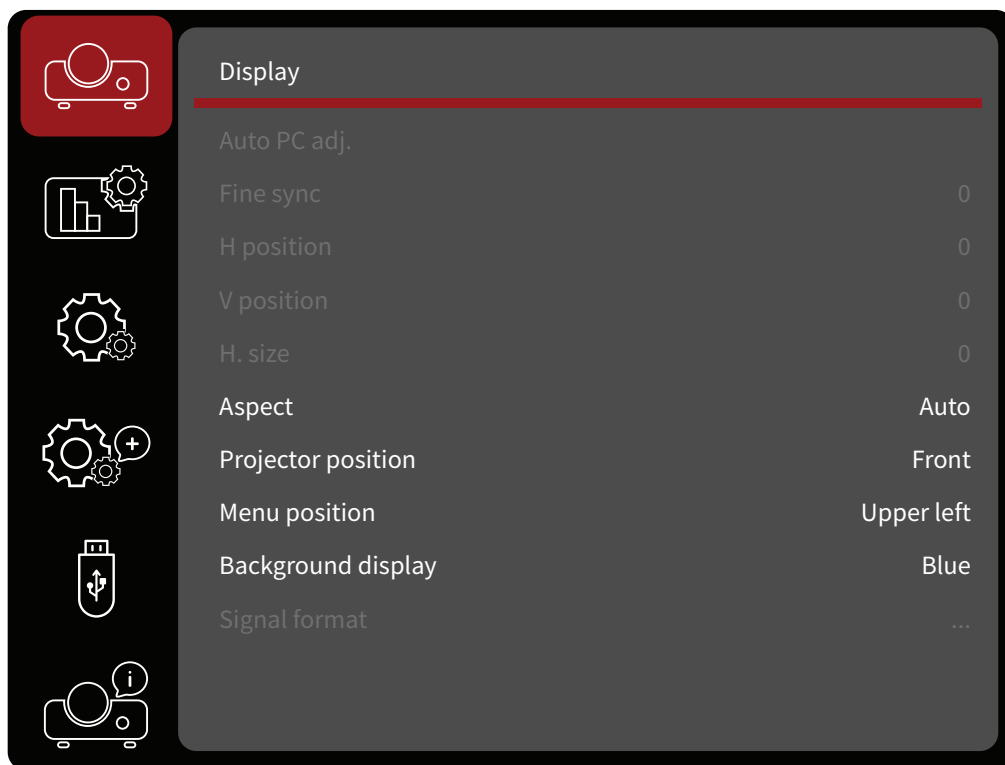 Display
Auto PC adj.
Fine sync 0
H position 0
V position 0
H. size 0
Aspect Auto
Projector position Front
Menu position Upper left
Background display Blue
Signal format ...